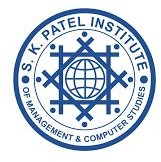 S. K. PATEL INSTITUTE
OF MANAGEMENT & COMPUTER STUDIES